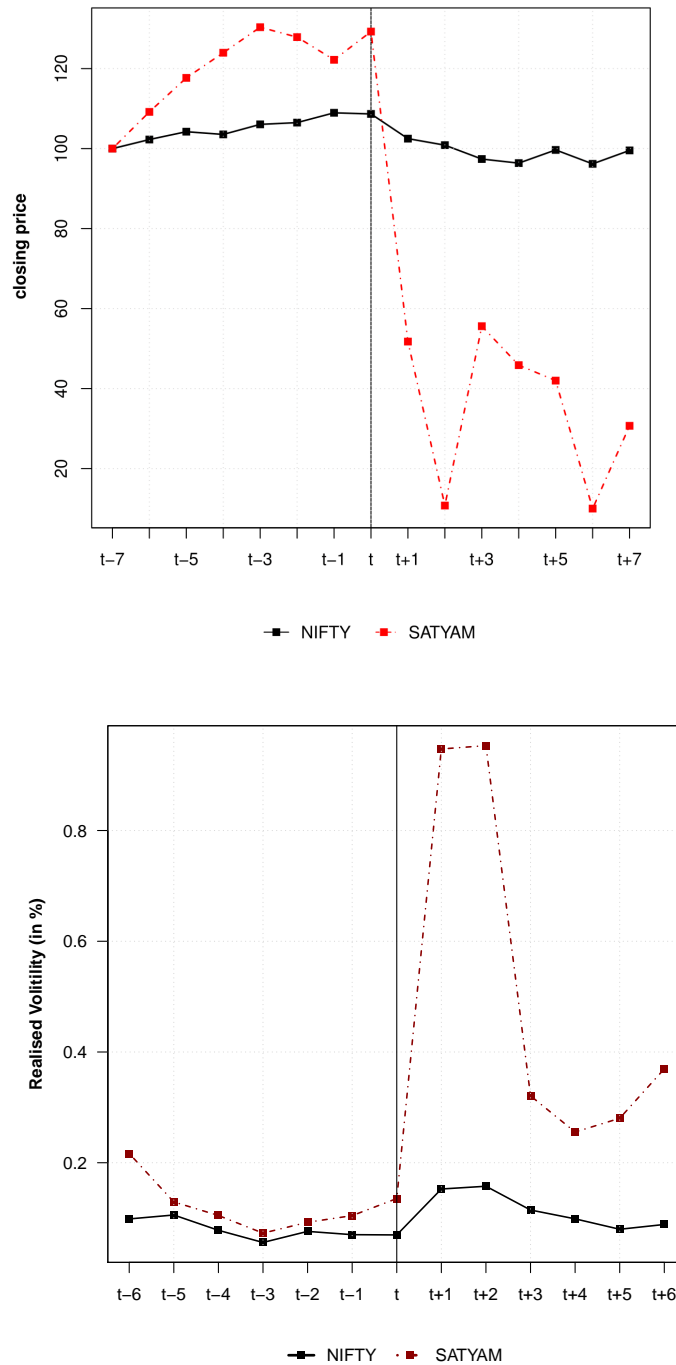 closing price
120
100
80
60
40
20
t−7 t−5 t−3 t−1 t t+1 t+3 t+5 t+7
NIFTY SATYAM
Realised Volitility (in %)
0.8
0.6
0.4
0.2
t−6 t−5 t−4 t−3 t−2 t−1 t t+1 t+2 t+3 t+4 t+5 t+6
NIFTY SATYAM